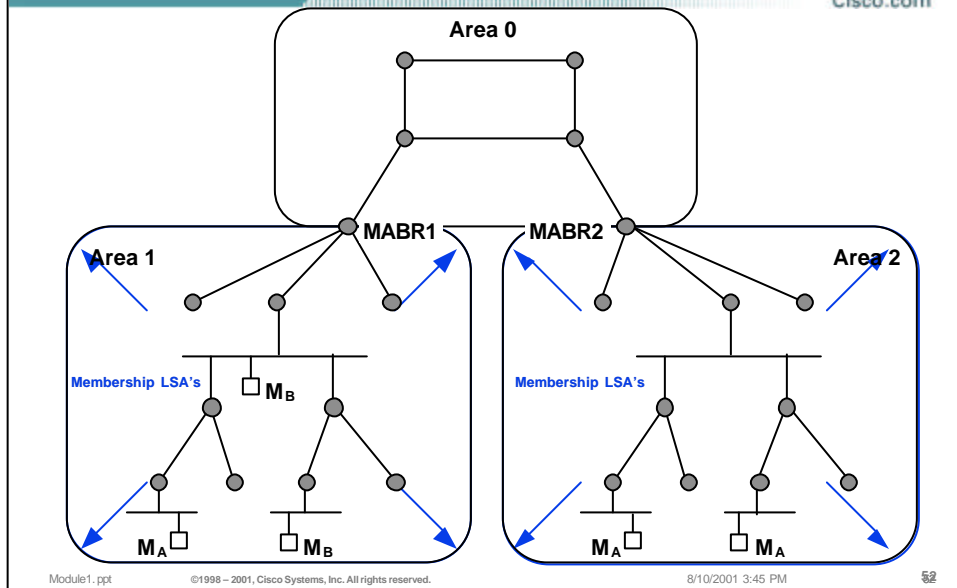 Cisco.com
Area 0
MABR1 MABR2
Area 1 Area 2
Membership LSA's Membership LSA's
MB
MA MB MA MA
Module1.ppt ©1998 – 2001, Cisco Systems, Inc. All rights reserved. 8/10/2001 3:45 PM